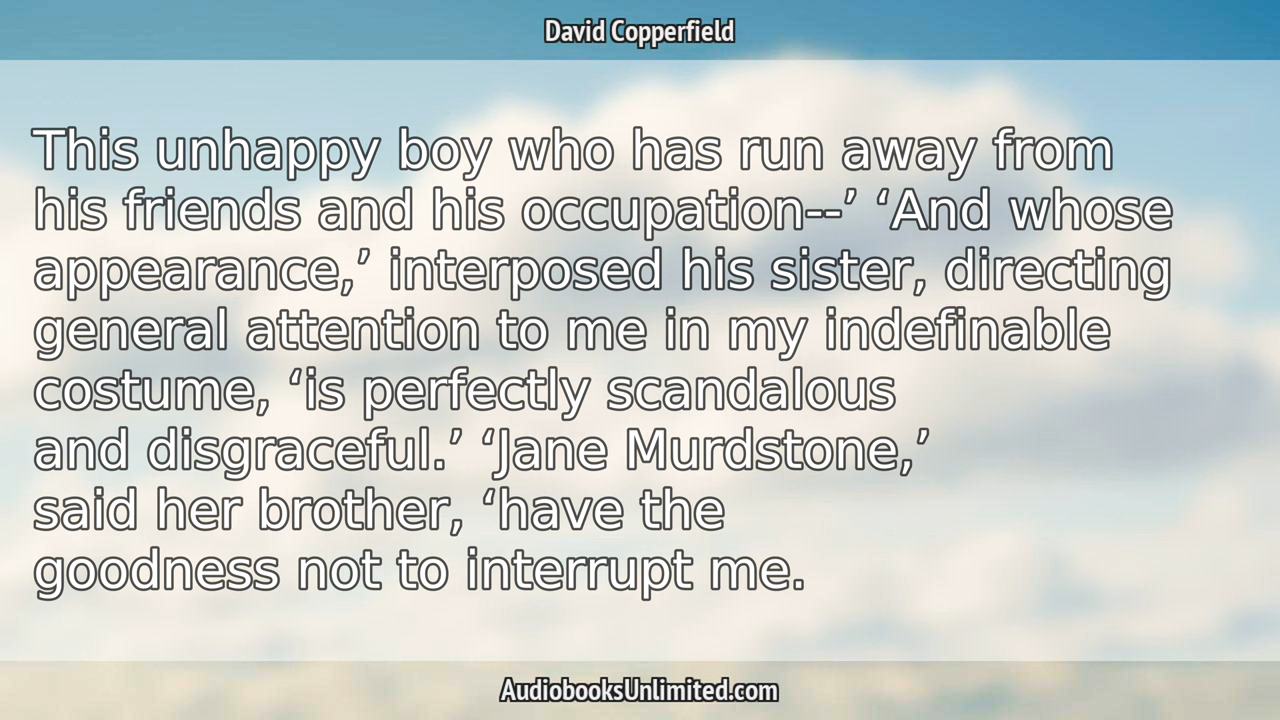 David Copperfield
This unhappy boy who has run away from
his friends and his occupation--’ ‘And whose
appearance,’ interposed his sister, directing
general attention to me in my indefinable
costume, ‘is perfectly scandalous
and disgraceful.’ ‘Jane Murdstone,’
said her brother, ‘have the
goodness not to interrupt me.
AudiobooksUnlimited.com